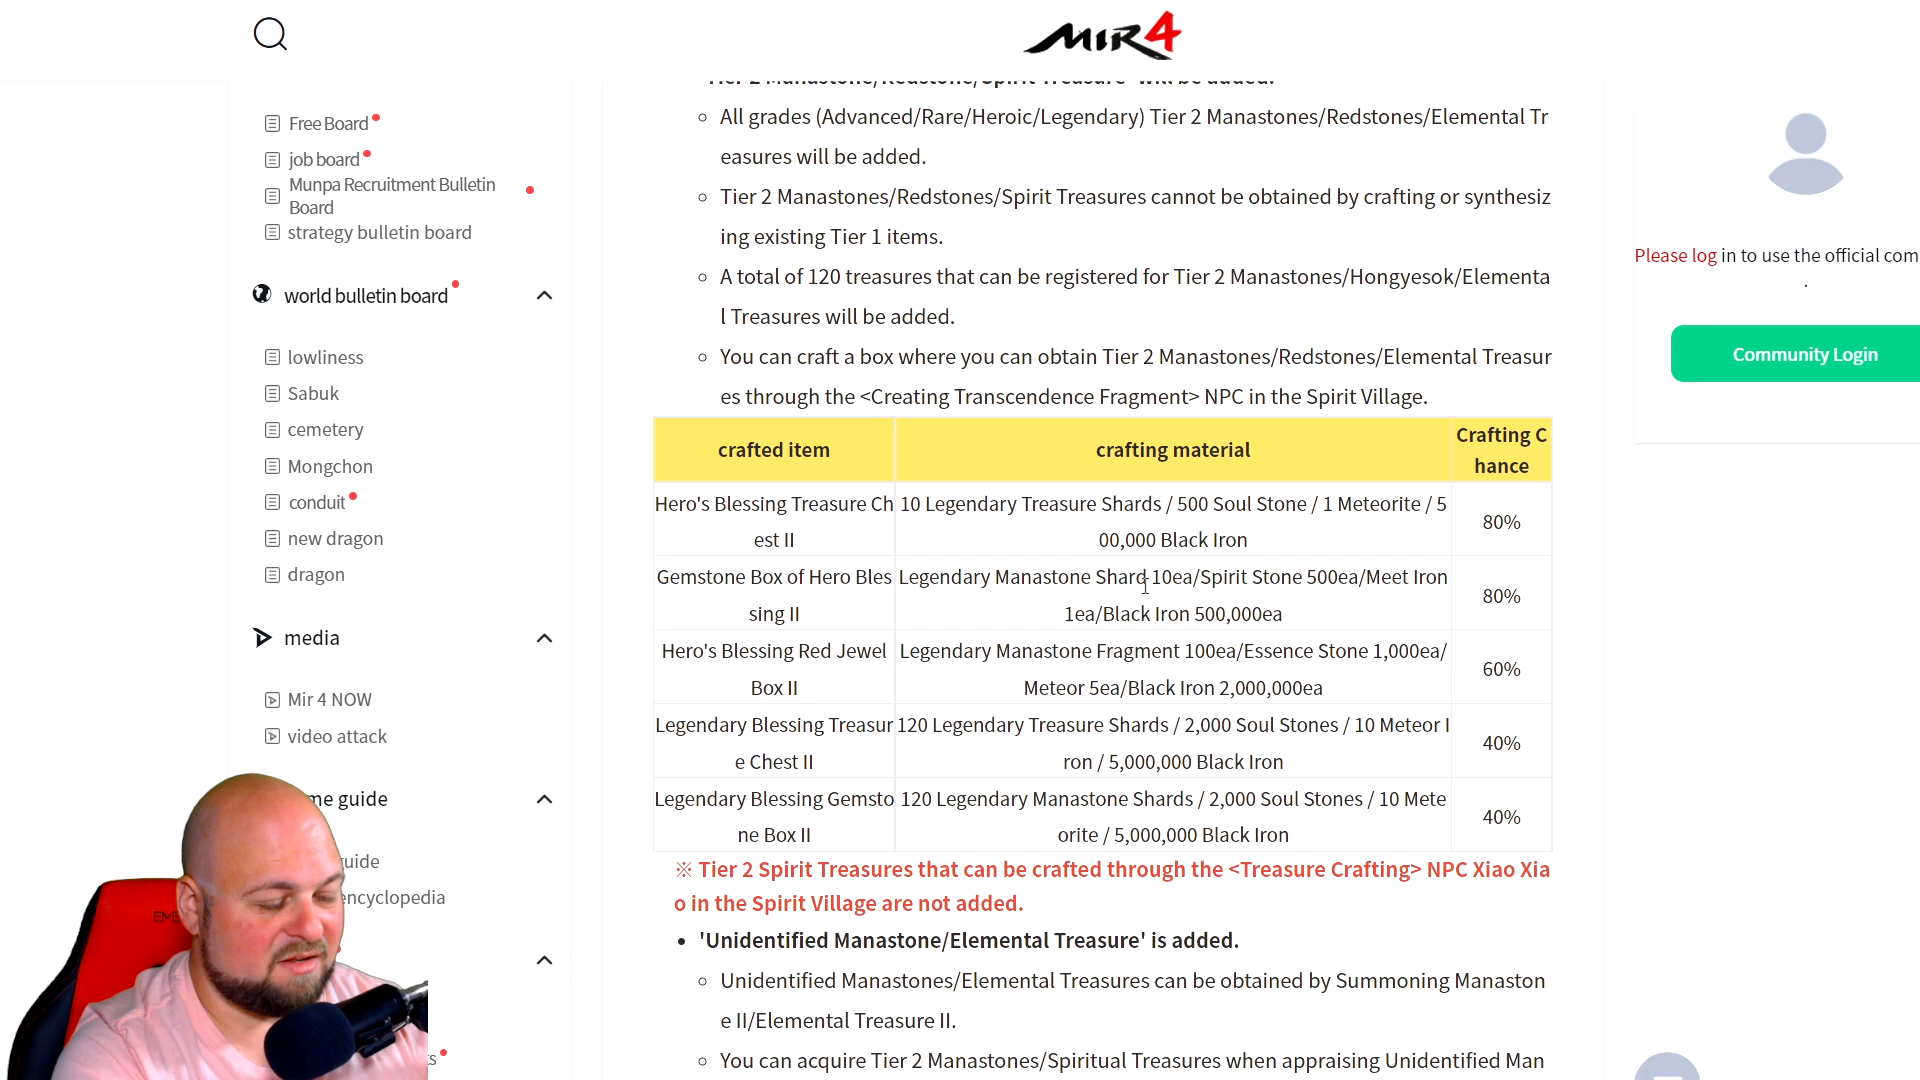 MIR4
Free Board
job board
Munpa Recruitment Bulletin
Board
strategy bulletin board
world bulletin board
lowliness
Sabuk
cemetery
Mongchon
conduit
new dragon
dragon
media
Mir 4 NOW
video attack
me guide
uide
encyclopedia
s
Tier 2 Manastone/Redstone/Spirit Treasure' will be added.
All grades (Advanced/Rare/Heroic/Legendary) Tier 2 Manastones/Redstones/Elemental Tr
easures will be added.
Tier 2 Manastones/Redstones/Spirit Treasures cannot be obtained by crafting or synthesiz
ing existing Tier 1 items.
A total of 120 treasures that can be registered for Tier 2 Manastones/Hongyesok/Elementa
l Treasures will be added.
You can craft a box where you can obtain Tier 2 Manastones/Redstones/Elemental Treasur
es through the <Creating Transcendence Fragment> NPC in the Spirit Village.
crafted item
crafting material
Crafting C
hance
Hero's Blessing Treasure Ch
est II
10 Legendary Treasure Shards / 500 Soul Stone / 1 Meteorite / 5
00,000 Black Iron
80%
Gemstone Box of Hero Bles
sing II
Legendary Manastone Shard 10ea/Spirit Stone 500ea/Meet Iron
1ea/Black Iron 500,000ea
80%
Hero's Blessing Red Jewel
Box II
Legendary Manastone Fragment 100ea/Essence Stone 1,000ea/
Meteor 5ea/Black Iron 2,000,000ea
60%
Legendary Blessing Treasur
e Chest II
120 Legendary Treasure Shards / 2,000 Soul Stones / 10 Meteor I
ron / 5,000,000 Black Iron
40%
Legendary Blessing Gemsto
ne Box II
120 Legendary Manastone Shards / 2,000 Soul Stones / 10 Mete
orite / 5,000,000 Black Iron
40%
※ Tier 2 Spirit Treasures that can be crafted through the <Treasure Crafting> NPC Xiao Xia
o in the Spirit Village are not added.
'Unidentified Manastone/Elemental Treasure' is added.
Unidentified Manastones/Elemental Treasures can be obtained by Summoning Manaston
e II/Elemental Treasure II.
You can acquire Tier 2 Manastones/Spiritual Treasures when appraising Unidentified Man
Please log in to use the official com
.
Community Login